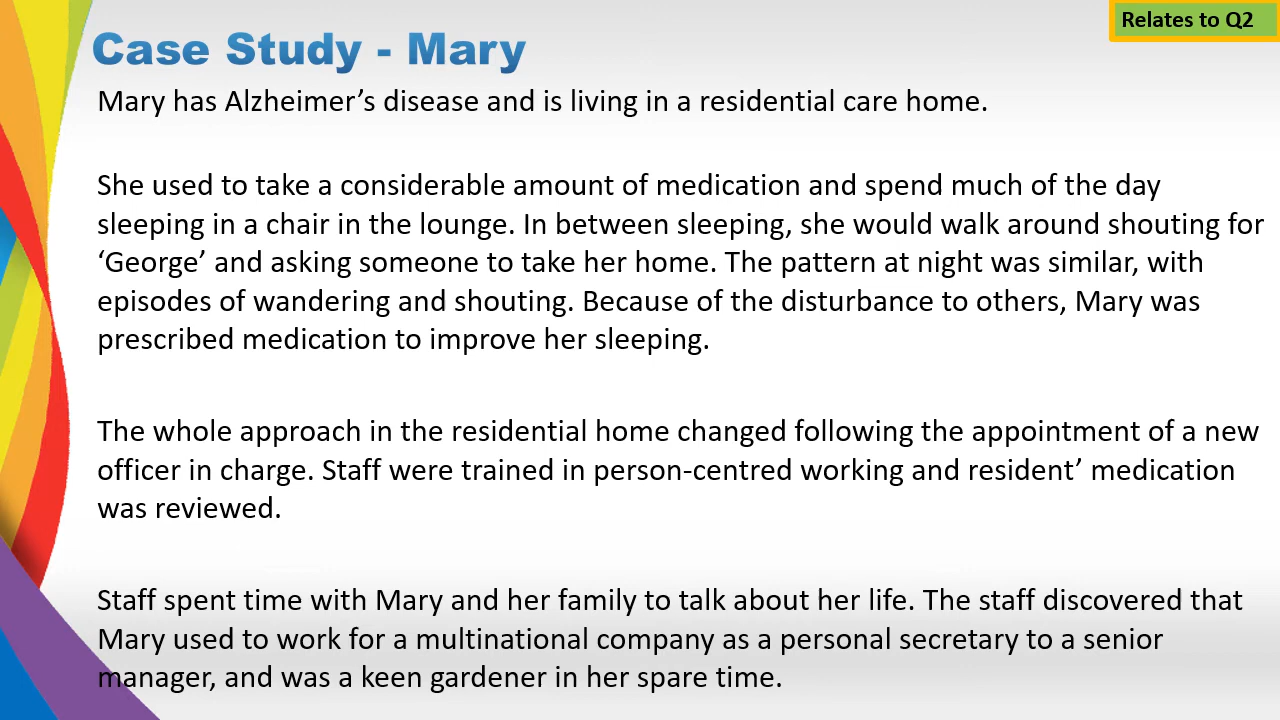 Relates to Q2
Case Study - Mary
Mary has Alzheimer’s disease and is living in a residential care home.
She used to take a considerable amount of medication and spend much of the day
sleeping in a chair in the lounge. In between sleeping, she would walk around shouting for
‘George’ and asking someone to take her home. The pattern at night was similar, with
episodes of wandering and shouting. Because of the disturbance to others, Mary was
prescribed medication to improve her sleeping.
The whole approach in the residential home changed following the appointment of a new
officer in charge. Staff were trained in person-centred working and resident’ medication
was reviewed.
Staff spent time with Mary and her family to talk about her life. The staff discovered that
Mary used to work for a multinational company as a personal secretary to a senior
manager, and was a keen gardener in her spare time.